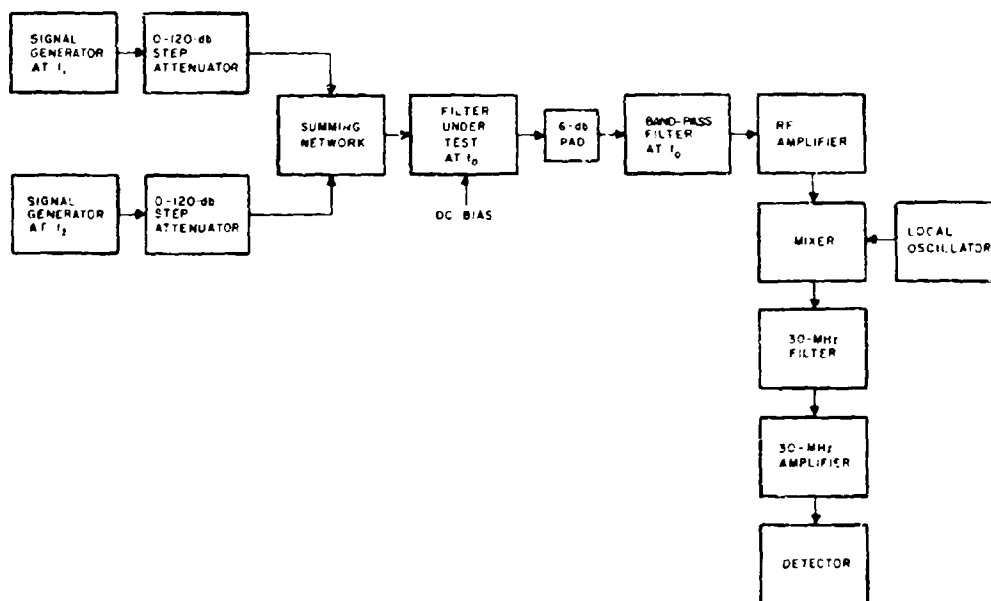 SIGNAL
GENERATOR
AT f₁
0-120-db
STEP
ATTENUATOR
SUMMING
NETWORK
FILTER
UNDER
TEST
AT f₀
6-db
PAD
BAND-PASS
FILTER
AT f₀
RF
AMPLIFIER
SIGNAL
GENERATOR
AT f₂
0-120-db
STEP
ATTENUATOR
DC BIAS
MIXER
LOCAL
OSCILLATOR
30-MHz
FILTER
30-MHz
AMPLIFIER
DETECTOR